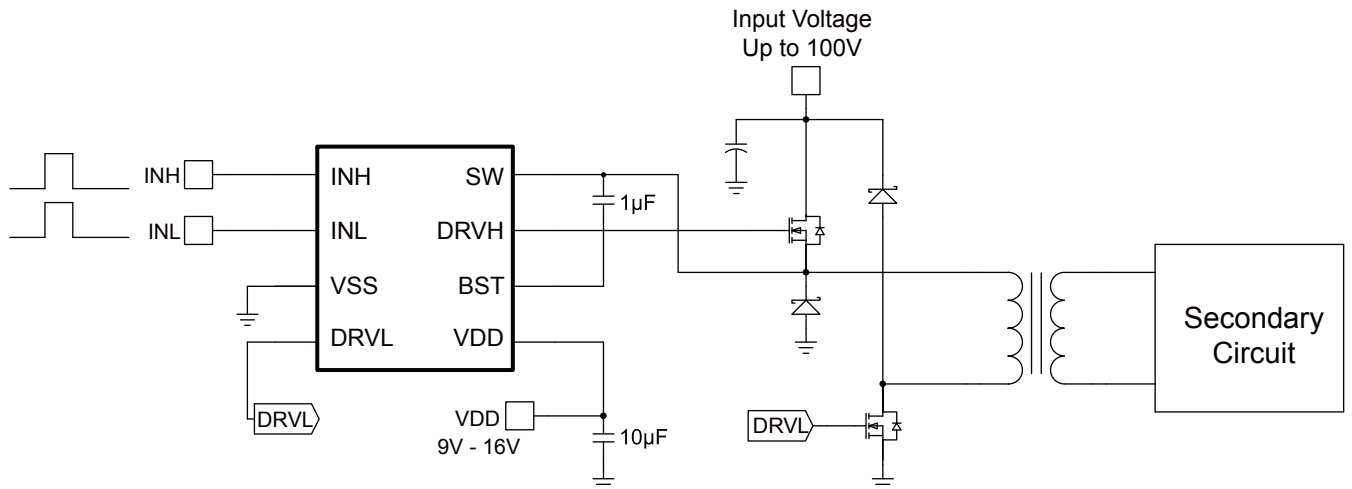 Input Voltage
Up to 100V
INH
INH
SW
1µF
INL
INL
DRVH
VSS
BST
DRVL
VDD
DRVL
VDD
9V - 16V
10µF
DRVL
Secondary
Circuit